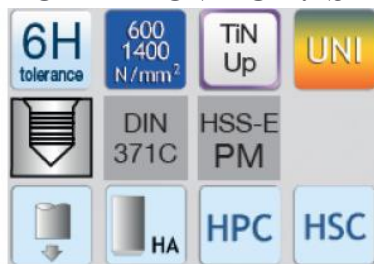 6H
tolerance
600
1400
N/mm²
TiN
Up
UNI
DIN
371C
HSS-E
PM
HA
HPC
HSC